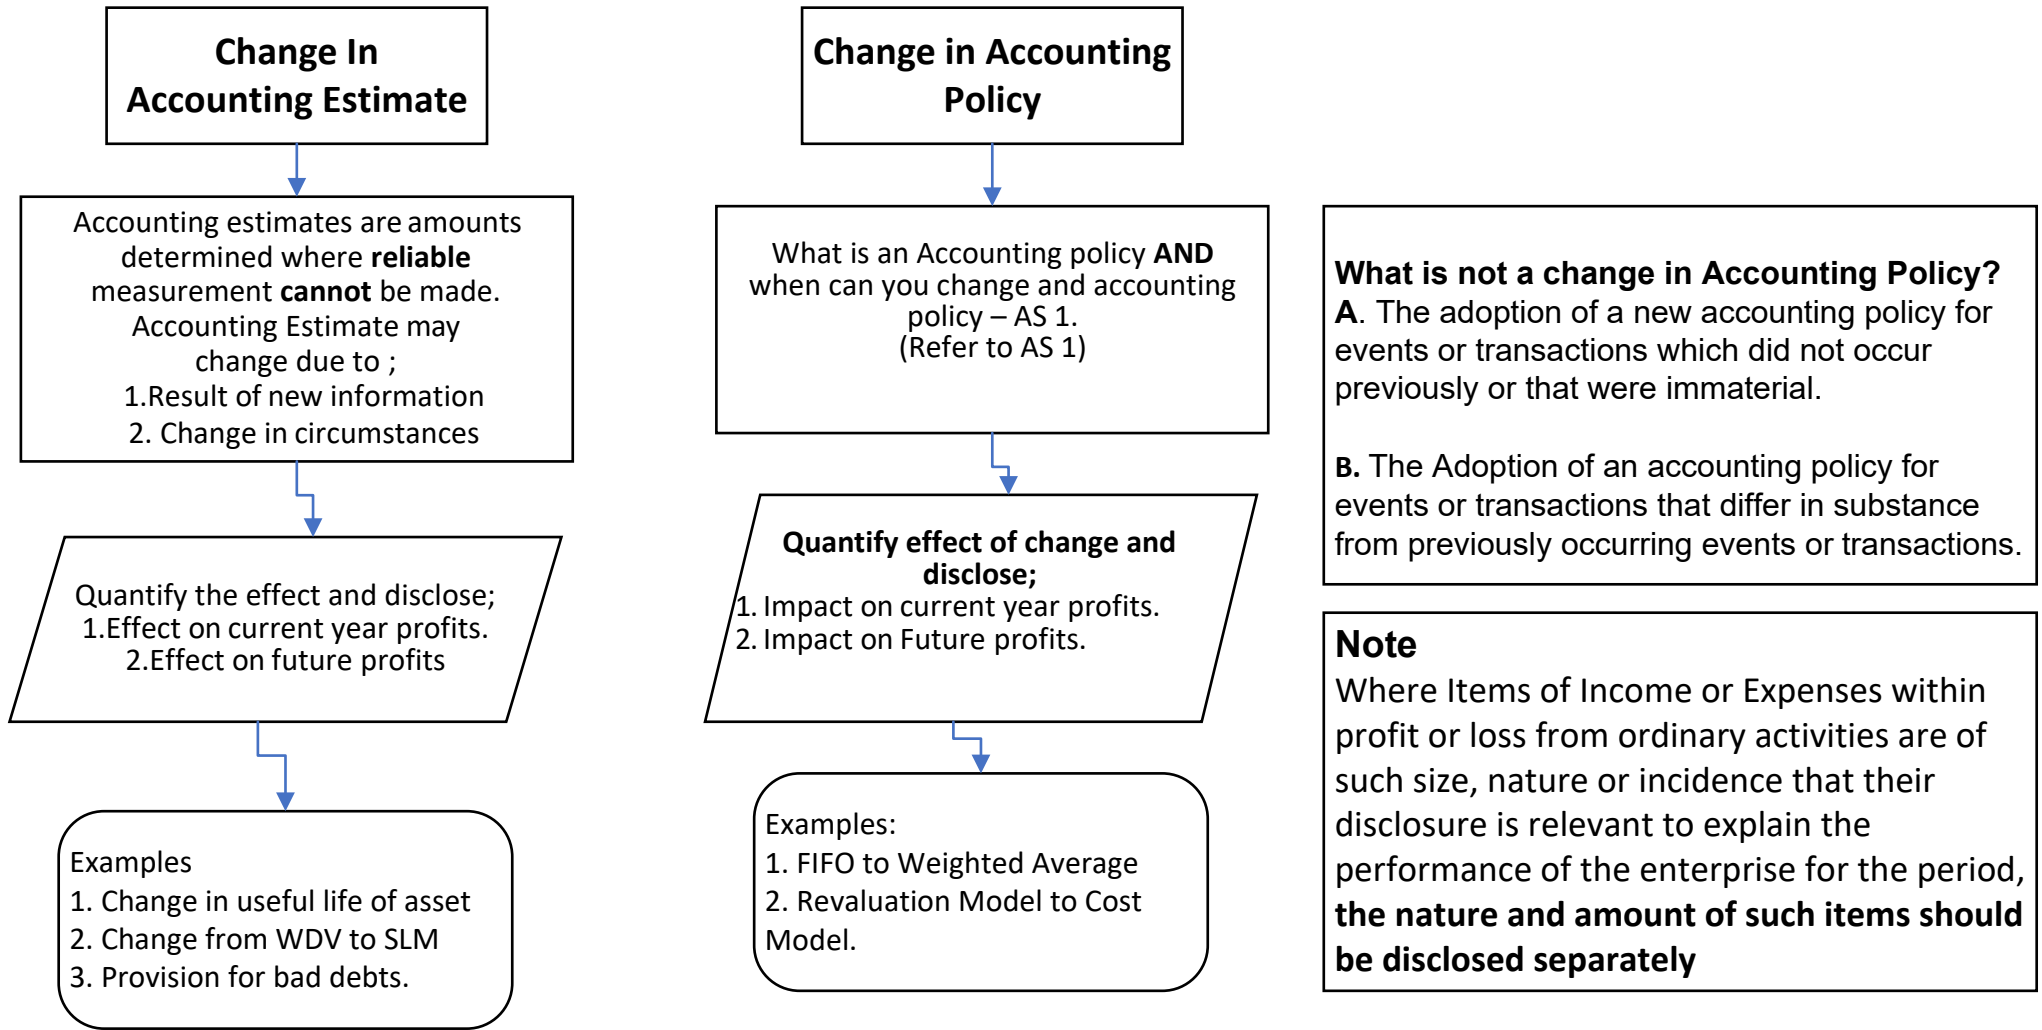 Change In
Accounting Estimate
Accounting estimates are amounts
determined where reliable
measurement cannot be made.
Accounting Estimate may
change due to ;
1.Result of new information
2. Change in circumstances
Quantify the effect and disclose;
1.Effect on current year profits.
2.Effect on future profits
Examples
1. Change in useful life of asset
2. Change from WDV to SLM
3. Provision for bad debts.
Change in Accounting
Policy
What is an Accounting policy AND
when can you change and accounting
policy – AS 1.
(Refer to AS 1)
Quantify effect of change and
disclose;
1. Impact on current year profits.
2. Impact on Future profits.
Examples:
1. FIFO to Weighted Average
2. Revaluation Model to Cost
Model.
What is not a change in Accounting Policy?
A. The adoption of a new accounting policy for
events or transactions which did not occur
previously or that were immaterial.
B. The Adoption of an accounting policy for
events or transactions that differ in substance
from previously occurring events or transactions.
Note
Where Items of Income or Expenses within
profit or loss from ordinary activities are of
such size, nature or incidence that their
disclosure is relevant to explain the
performance of the enterprise for the period,
the nature and amount of such items should
be disclosed separately